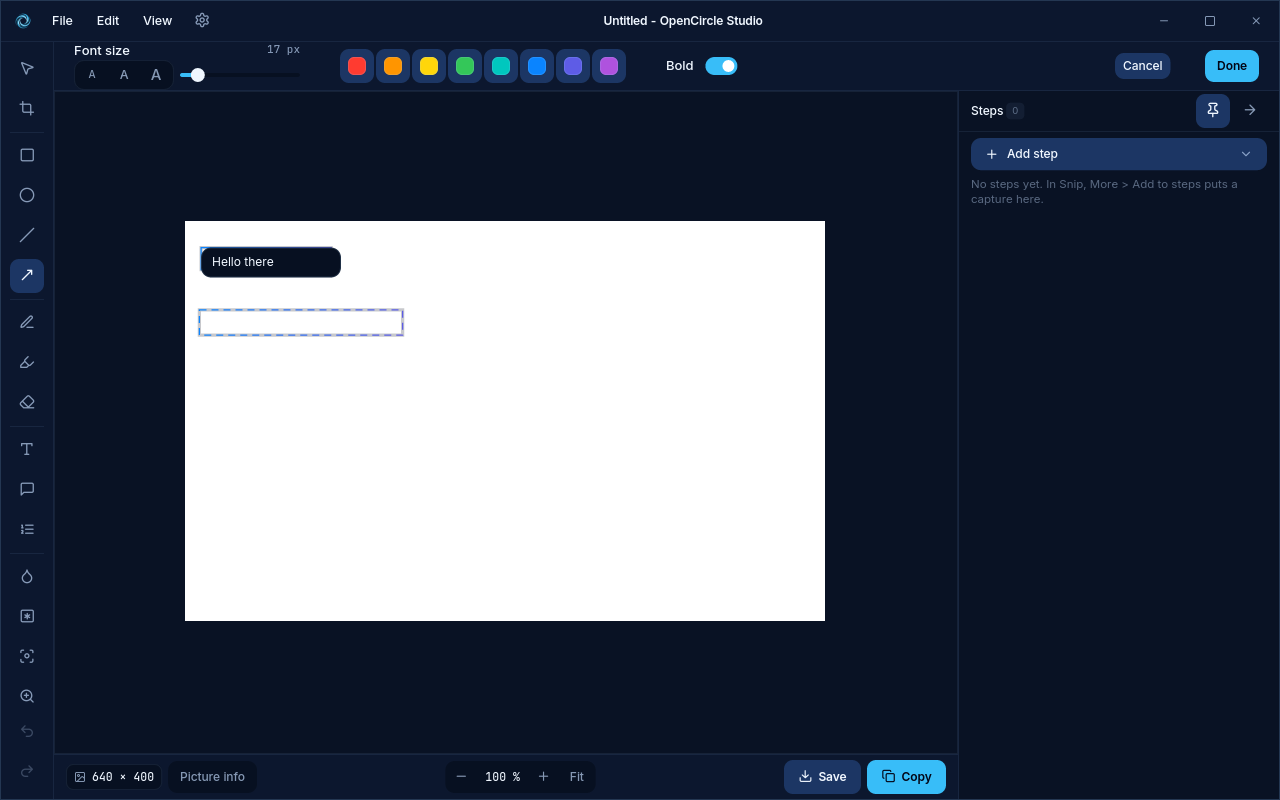 File Edit View
Untitled - OpenCircle Studio
Font size 17 px
A A A
Bold
Cancel
Done
Steps 0
Add step
No steps yet. In Snip, More > Add to steps puts a
capture here.
Hello there
640 × 400
Picture info
100 %
Fit
Save
Copy